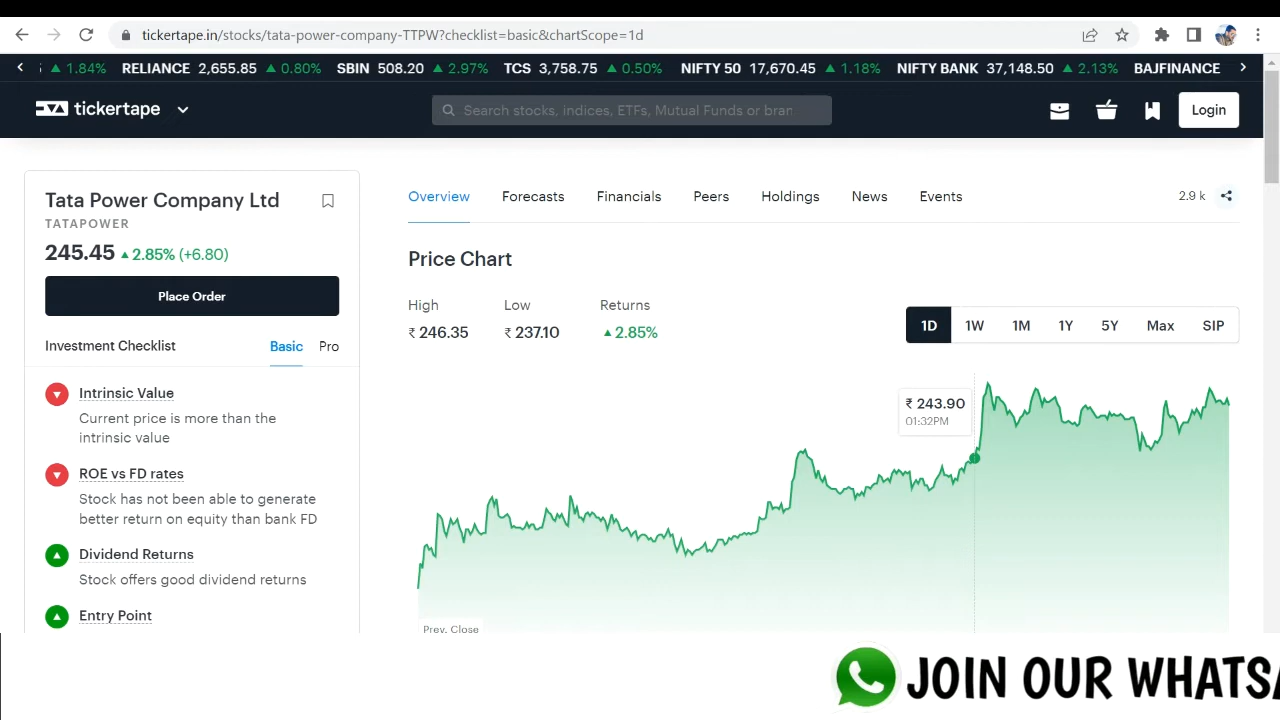 tickertape.in/stocks/tata-power-company-TTPW?checklist=basic&chartScope=1d
▲ 1.84% RELIANCE 2,655.85 ▲ 0.80% SBIN 508.20 ▲ 2.97% TCS 3,758.75 ▲ 0.50% NIFTY 50 17,670.45 ▲ 1.18% NIFTY BANK 37,148.50 ▲ 2.13% BAJFINANCE
tickertape
Search stocks, indices, ETFs, Mutual Funds or bran
Login
Tata Power Company Ltd
TATAPOWER
245.45 ▲ 2.85% (+6.80)
Place Order
Investment Checklist Basic Pro
Intrinsic Value
Current price is more than the
intrinsic value
ROE vs FD rates
Stock has not been able to generate
better return on equity than bank FD
Dividend Returns
Stock offers good dividend returns
Entry Point
Overview Forecasts Financials Peers Holdings News Events 2.9 k
Price Chart
High Low Returns
₹ 246.35 ₹ 237.10 ▲ 2.85%
1D 1W 1M 1Y 5Y Max SIP
₹ 243.90
01:32PM
Prev. Close
JOIN OUR WHATSA